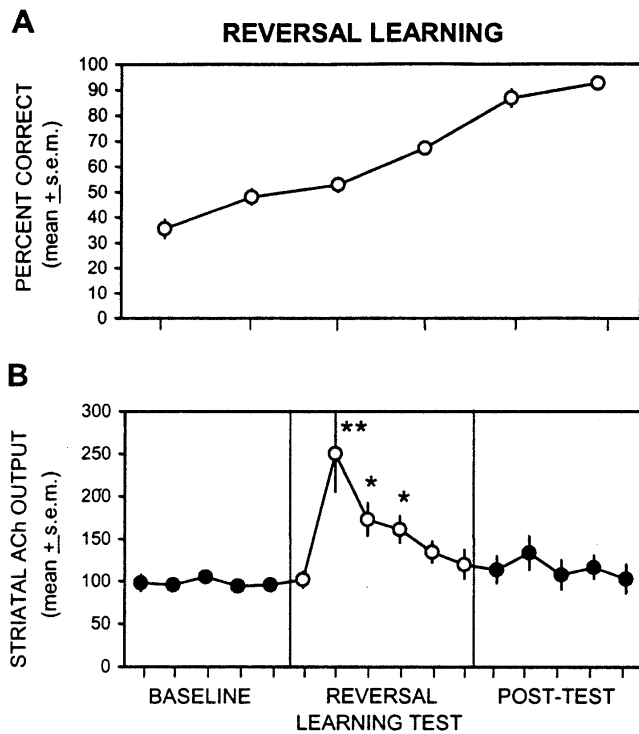 A
REVERSAL LEARNING
PERCENT CORRECT
(mean ± s.e.m.)
100
90
80
70
60
50
40
30
20
10
0
B
STRIATAL ACh OUTPUT
(mean ± s.e.m.)
300
250
200
150
100
50
0
**
*
*
BASELINE
REVERSAL
LEARNING TEST
POST-TEST